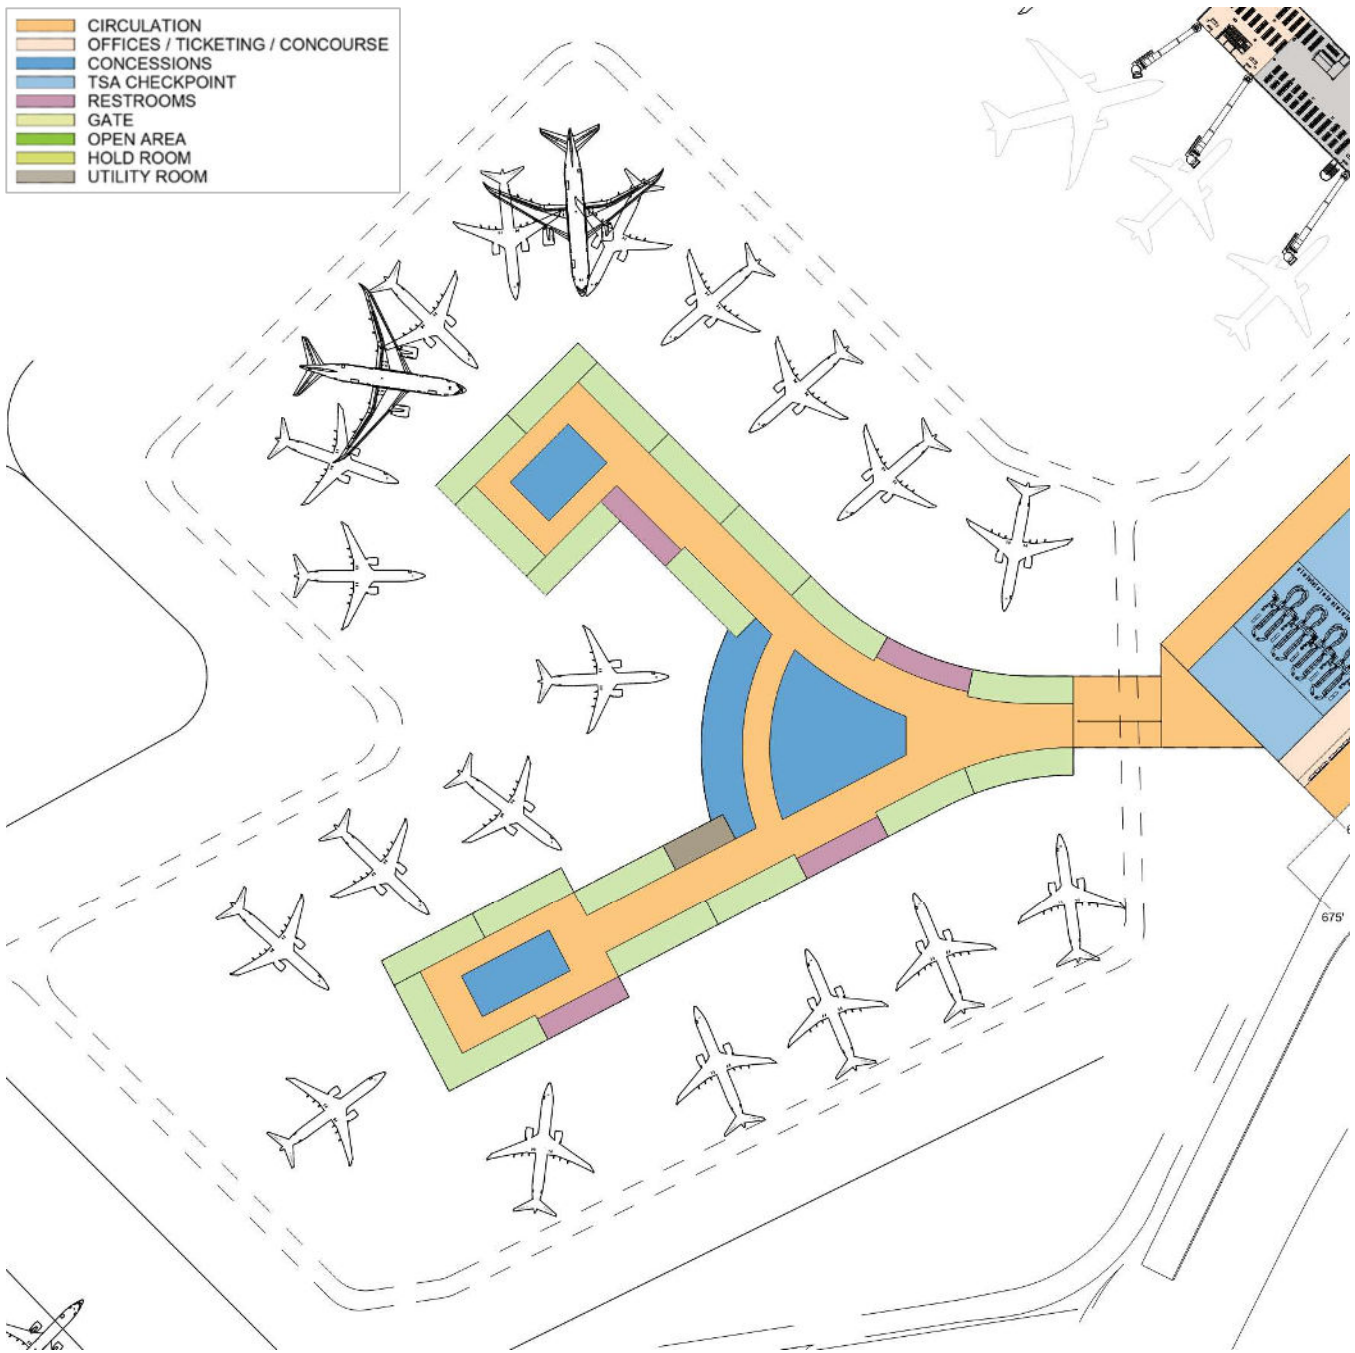 CIRCULATION
OFFICES / TICKETING / CONCOURSE
CONCESSIONS
TSA CHECKPOINT
RESTROOMS
GATE
OPEN AREA
HOLD ROOM
UTILITY ROOM
675'